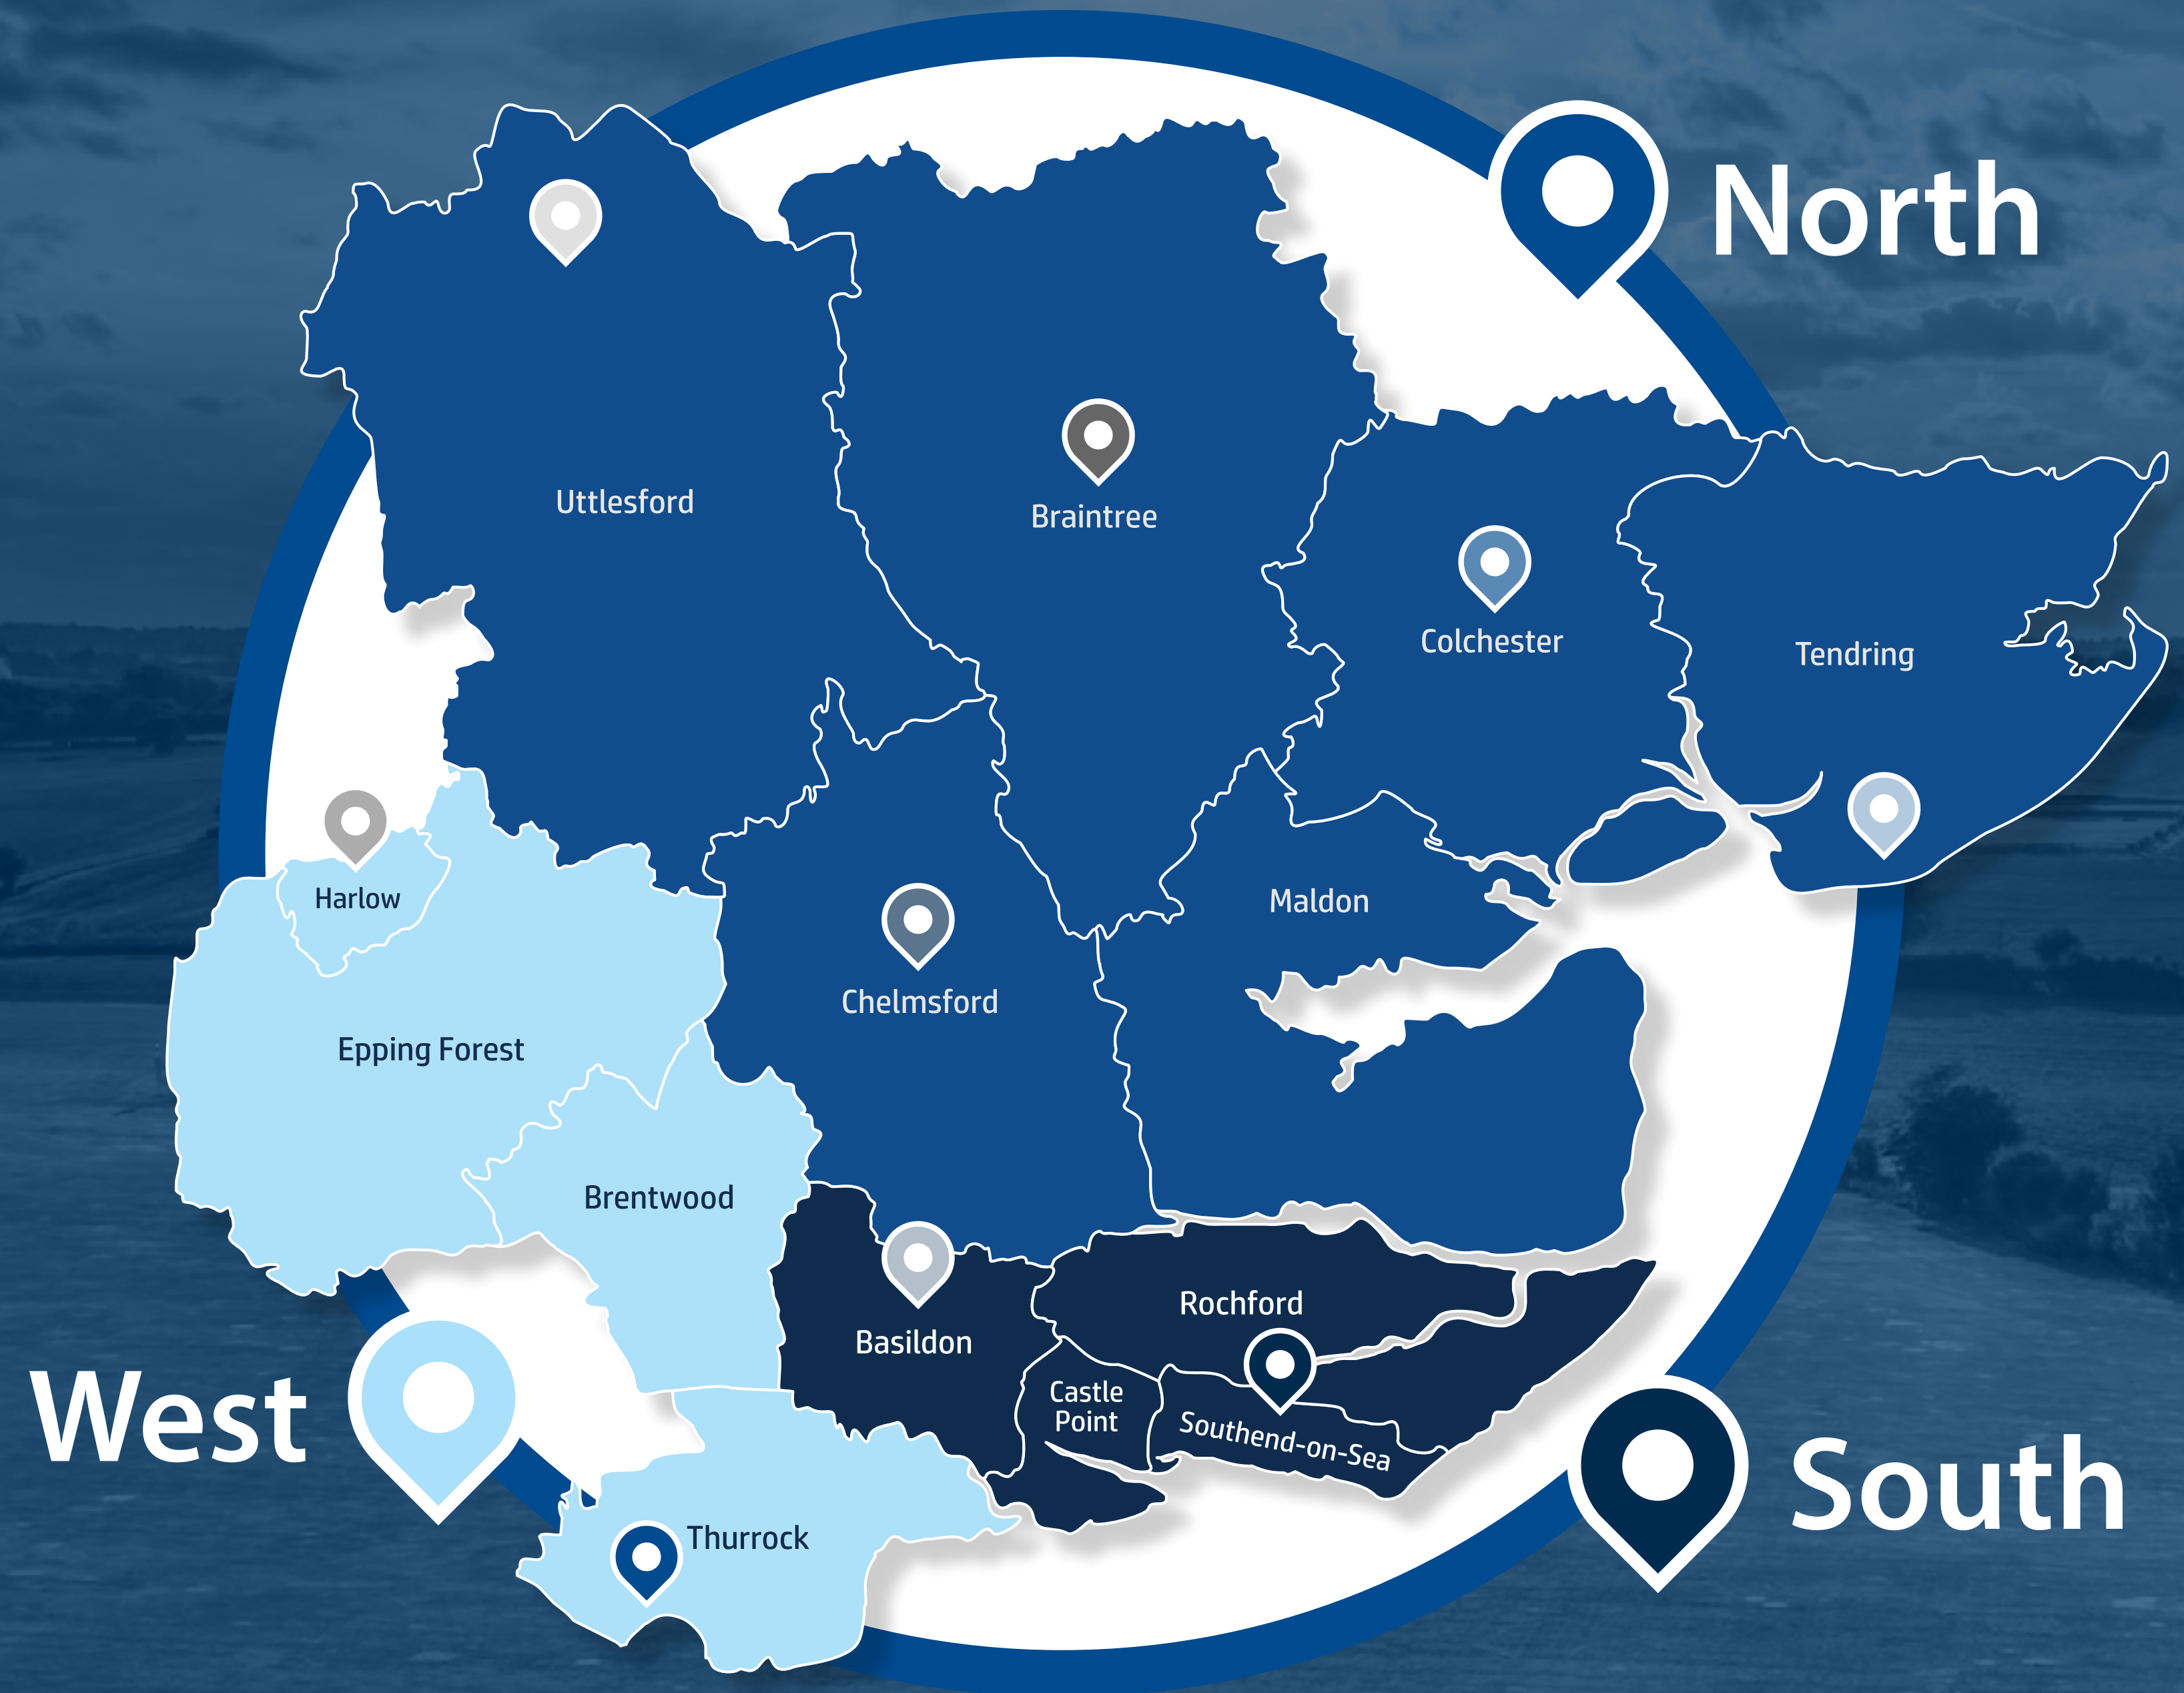 North
Uttlesford
Braintree
Colchester
Tendring
Harlow
Maldon
Chelmsford
Epping Forest
Brentwood
Rochford
Basildon
Castle
Point
Southend-on-Sea
West
South
Thurrock